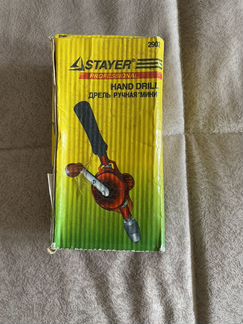 STAYER
PROFESSIONAL
HAND DRILL
ДРЕЛЬ РУЧНАЯ "МИНИ